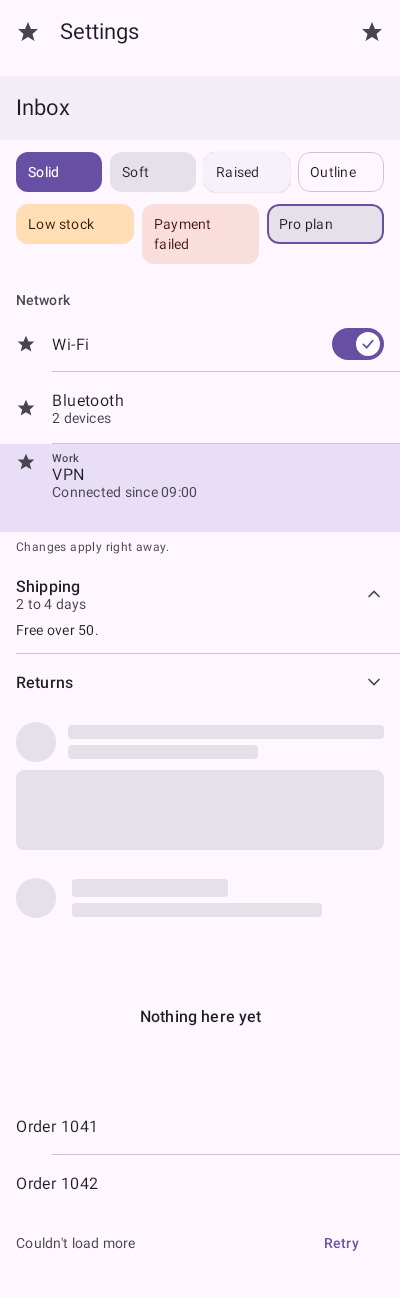 Settings
Inbox
Solid
Soft
Raised
Outline
Low stock
Payment
failed
Pro plan
Network
Wi-Fi
Bluetooth
2 devices
Work
VPN
Connected since 09:00
Changes apply right away.
Shipping
2 to 4 days
Free over 50.
Returns
Nothing here yet
Order 1041
Order 1042
Couldn't load more
Retry